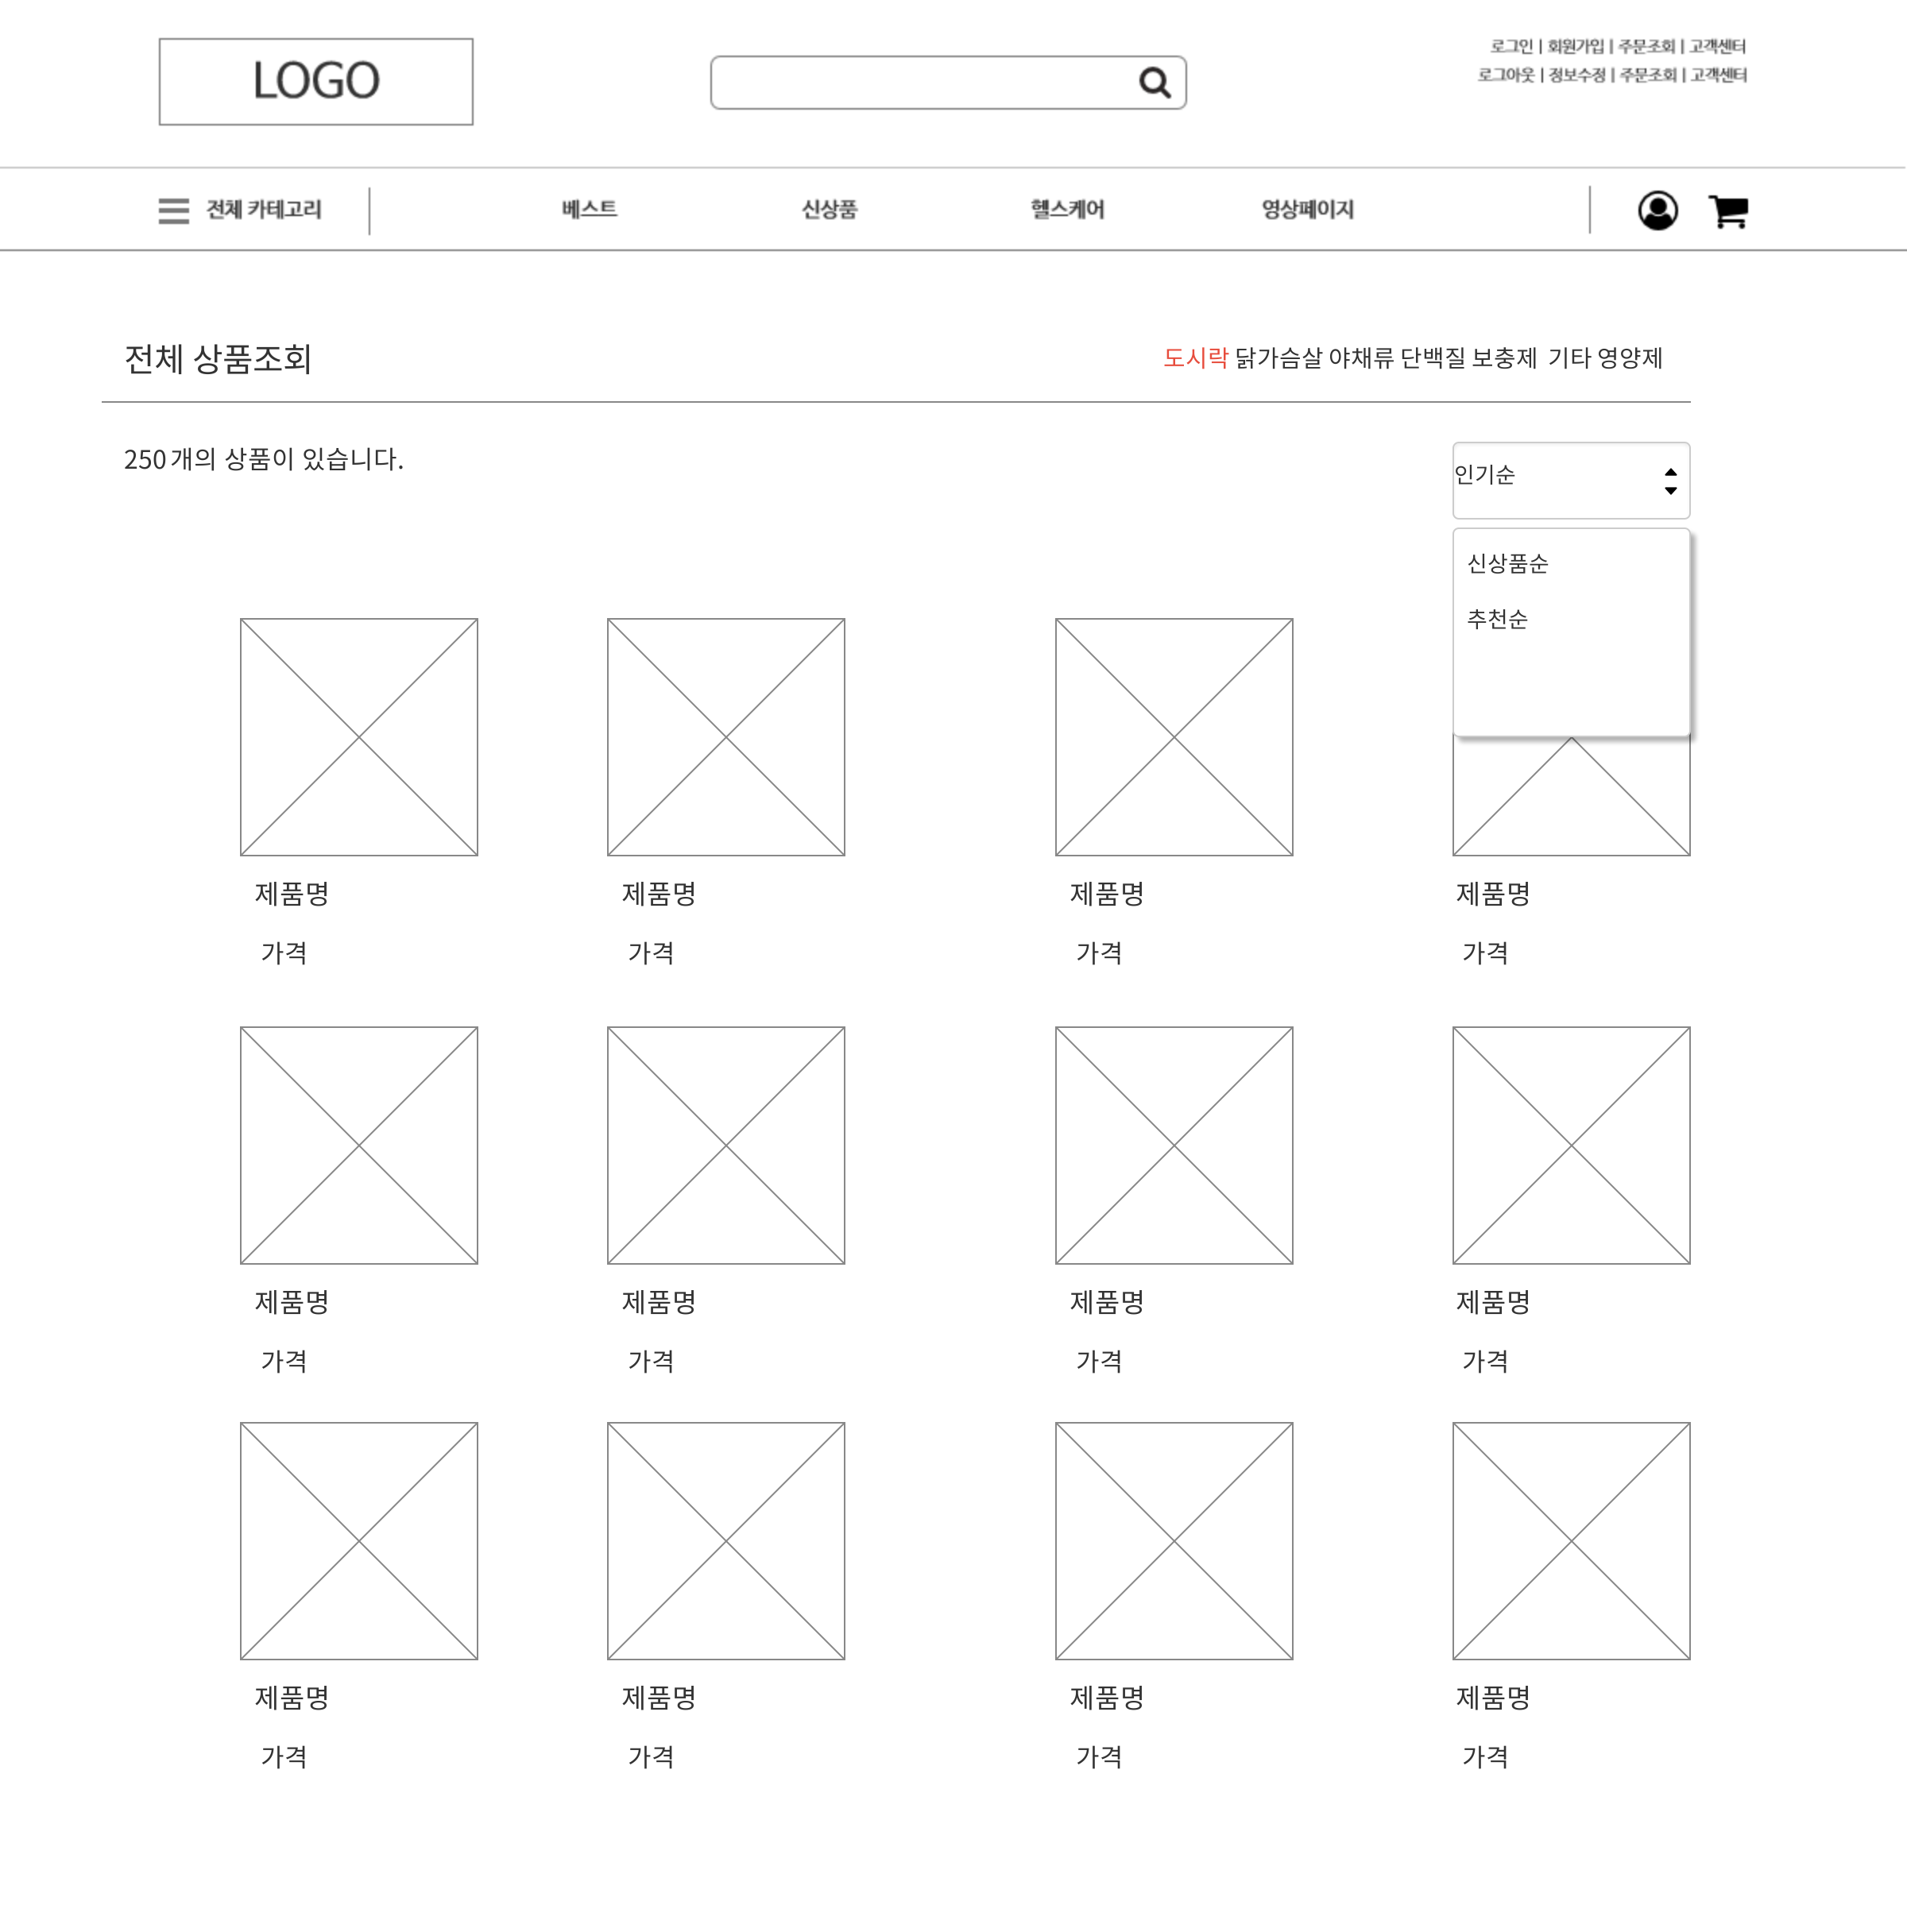 LOGO
로그인 | 회원가입 | 주문조회 | 고객센터
로그아웃 | 정보수정 | 주문조회 | 고객센터
전체 카테고리 베스트 신상품 헬스케어 영상페이지
전체 상품조회 도시락 닭가슴살 야채류 단백질 보충제 기타 영양제
250개의 상품이 있습니다.
인기순
신상품순
추천순
제품명 제품명 제품명 제품명
가격 가격 가격 가격
제품명 제품명 제품명 제품명
가격 가격 가격 가격
제품명 제품명 제품명 제품명
가격 가격 가격 가격